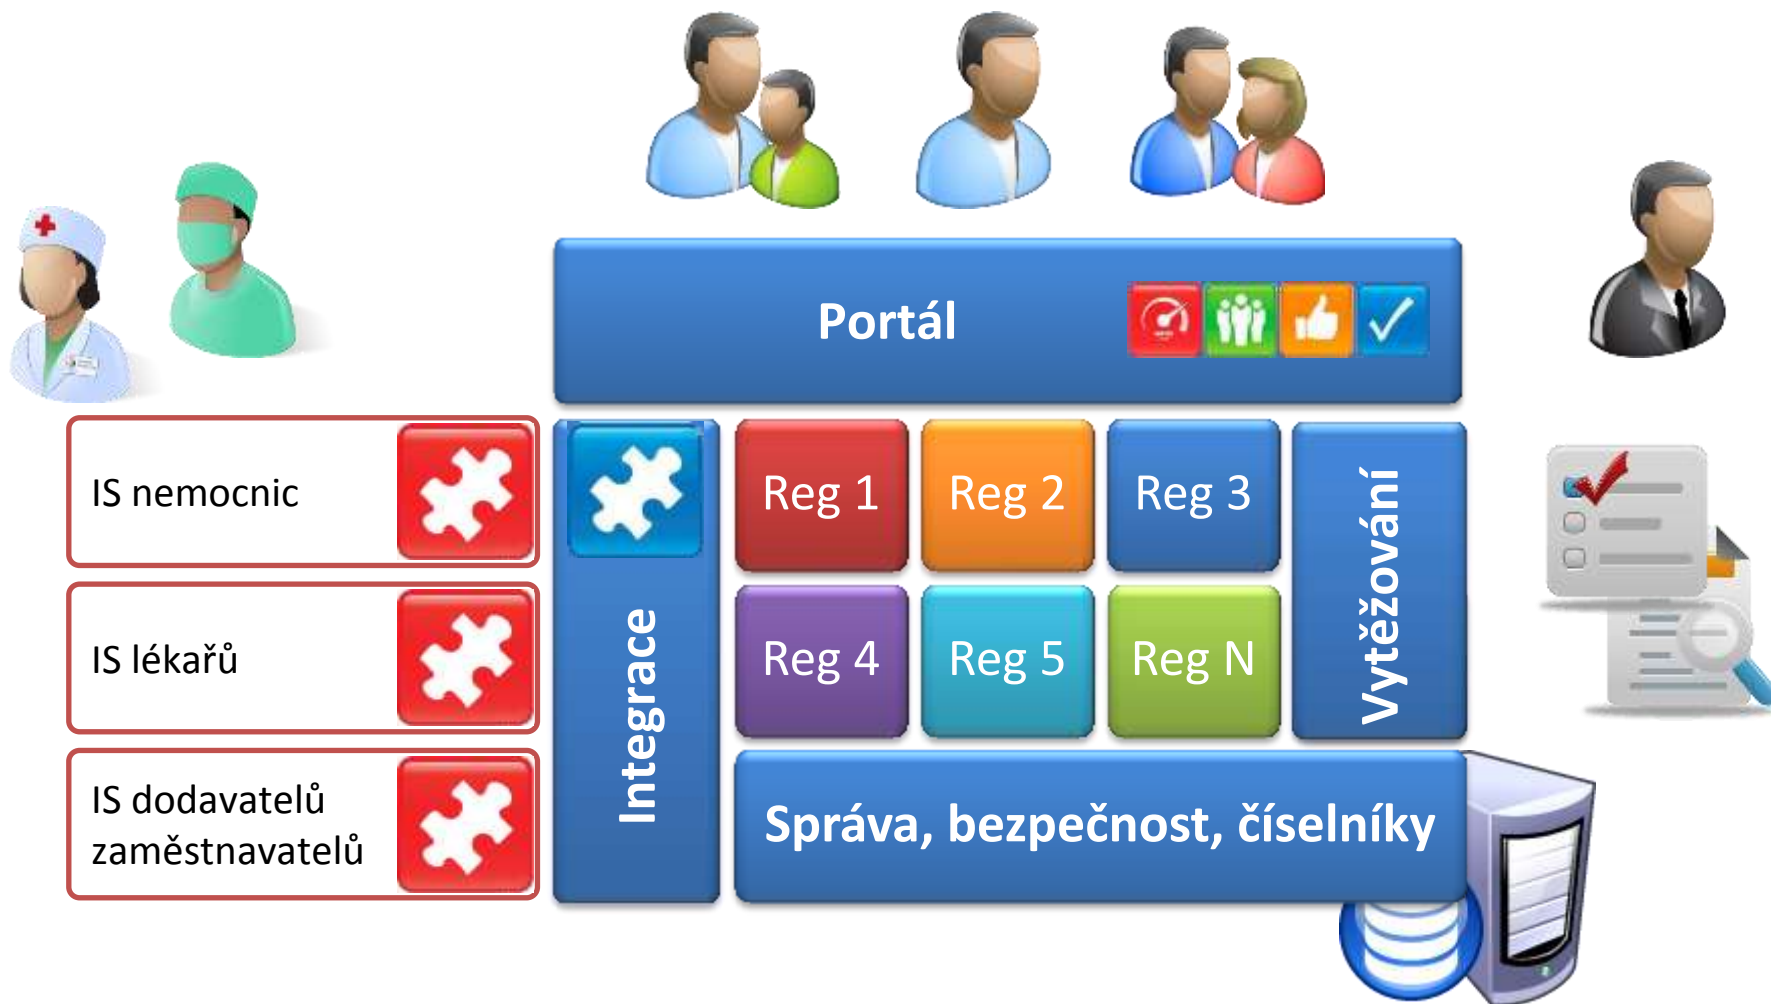 Portál
IS nemocnic
IS lékařů
IS dodavatelů
zaměstnavatelů
Integrace
Reg 1
Reg 2
Reg 3
Reg 4
Reg 5
Reg N
Vytěžování
Správa, bezpečnost, číselníky